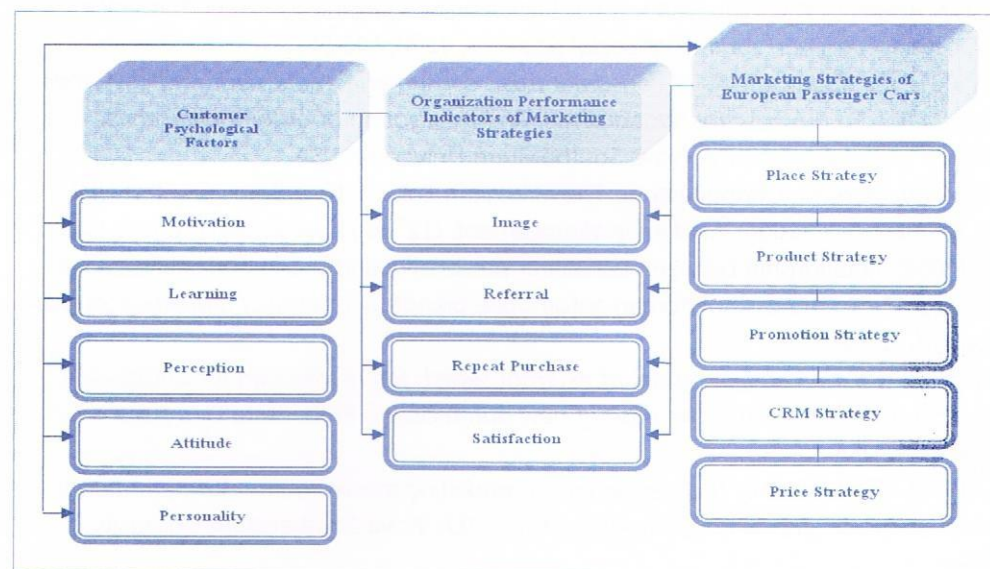 Customer
Psychological
Factors
Motivation
Learning
Perception
Attitude
Personality
Organization Performance
Indicators of Marketing
Strategies
Image
Referral
Repeat Purchase
Satisfaction
Marketing Strategies of
European Passenger Cars
Place Strategy
Product Strategy
Promotion Strategy
CRM Strategy
Price Strategy